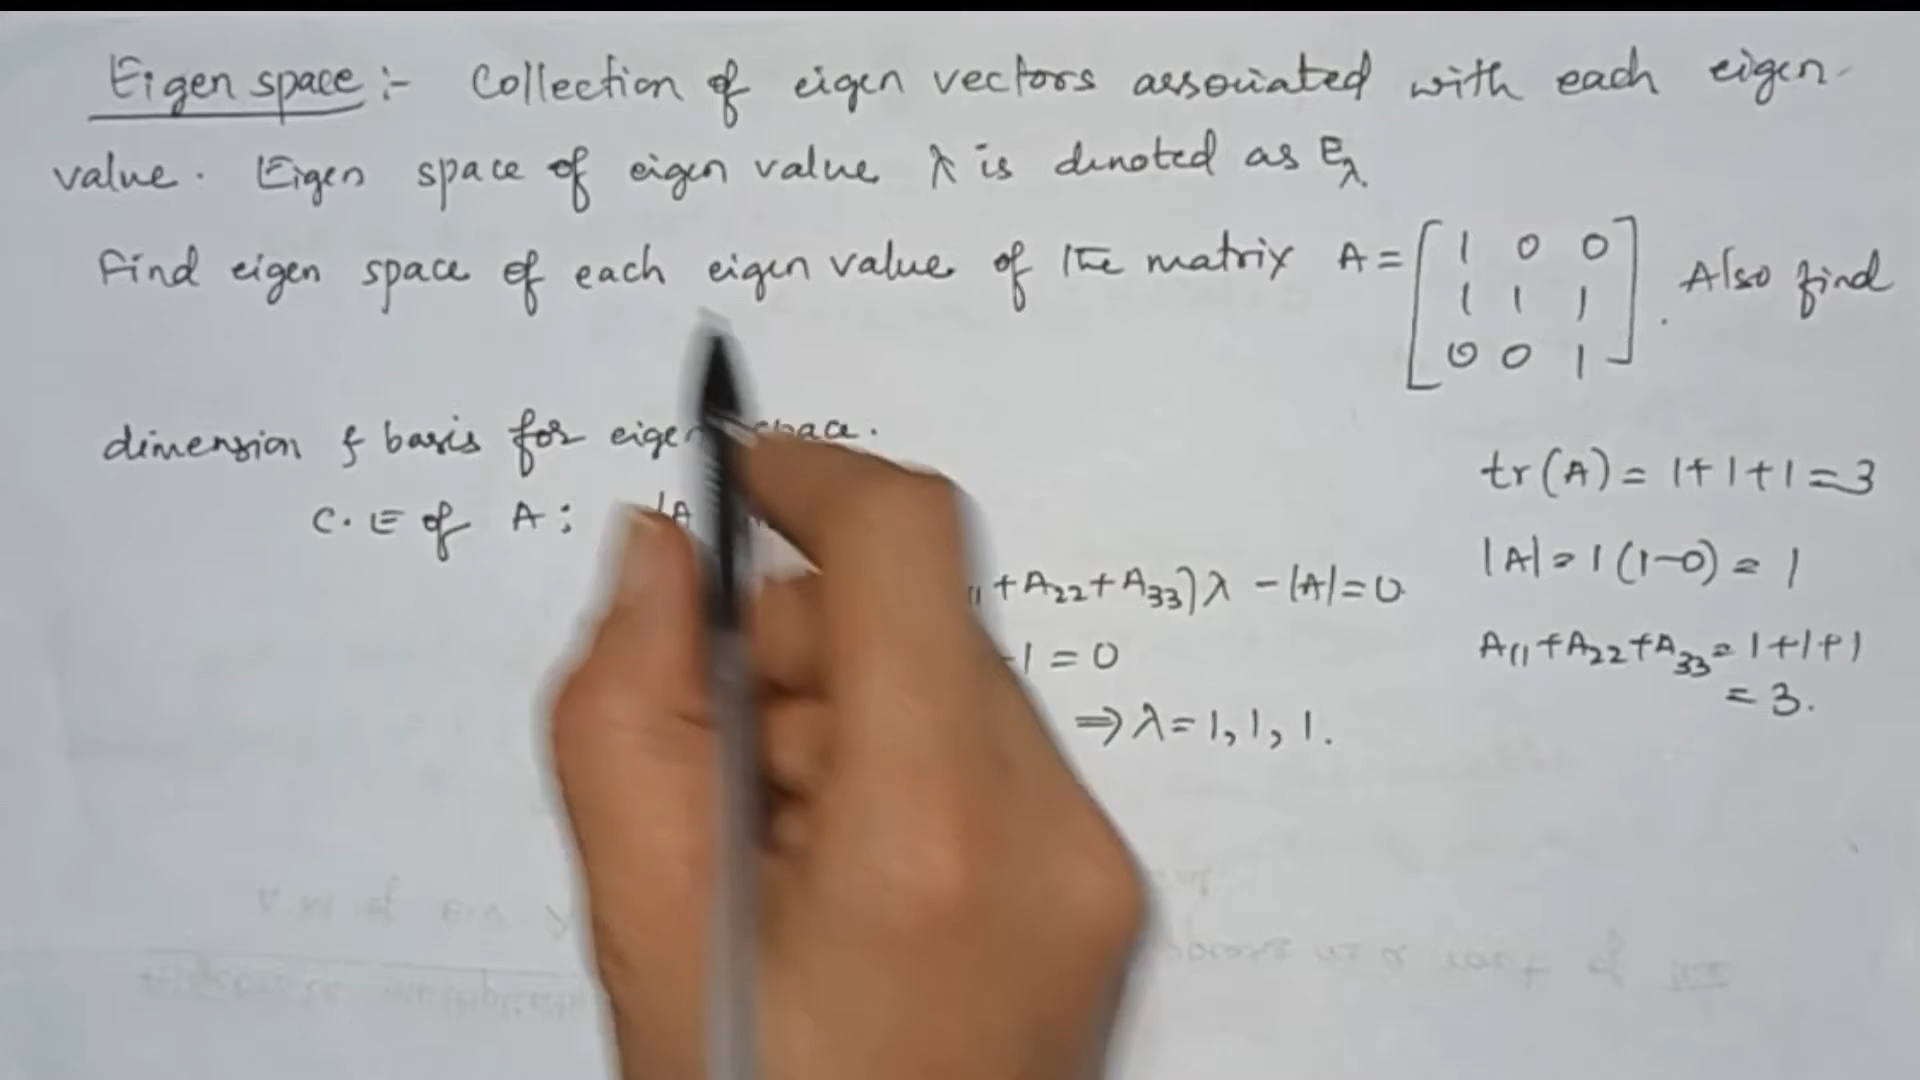 Eigen space :- Collection of eigen vectors associated with each eigen
value. Eigen space of eigen value λ is denoted as E_λ
Find eigen space of each eigen value of the matrix A = [1 0 0; 1 1 1; 0 0 1]. Also find
dimension & basis for
C.E of A :
+A₂₂+A₃₃)λ -|A|=0
1 = 0
⇒ λ = 1, 1, 1.
tr(A) = 1+1+1 = 3
|A| = 1(1-0) = 1
A₁₁+A₂₂+A₃₃ = 1+1+1
= 3.